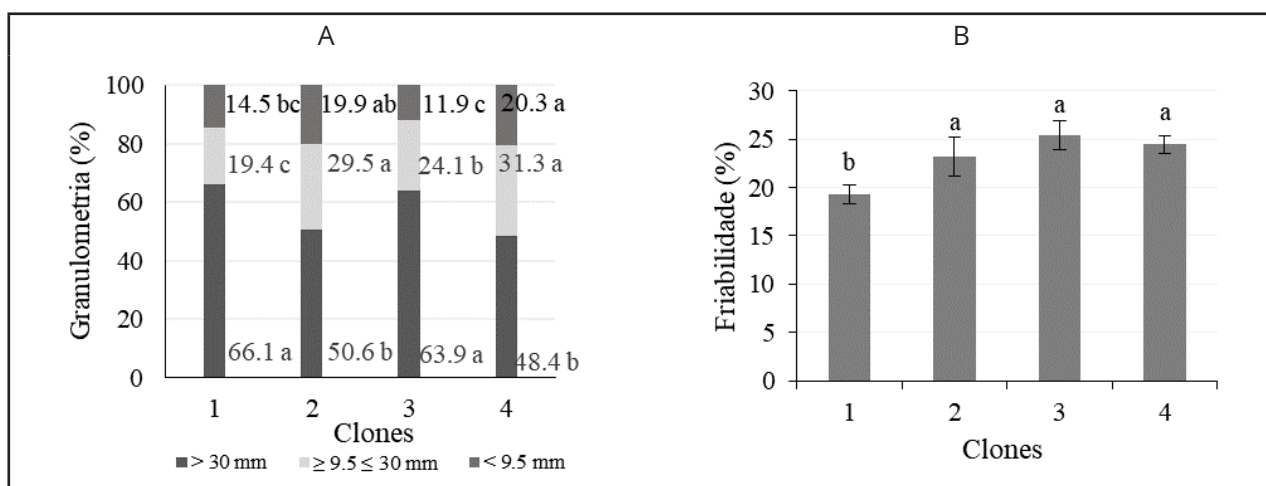 A
Granulometria (%)
100
80
60
40
20
0
14.5 bc
19.9 ab
11.9 c
20.3 a
19.4 c
29.5 a
24.1 b
31.3 a
66.1 a
50.6 b
63.9 a
48.4 b
1 2 3 4
Clones
> 30 mm ≥ 9.5 ≤ 30 mm < 9.5 mm
B
Friabilidade (%)
30
25
20
15
10
5
0
b
a
a
a
1 2 3 4
Clones